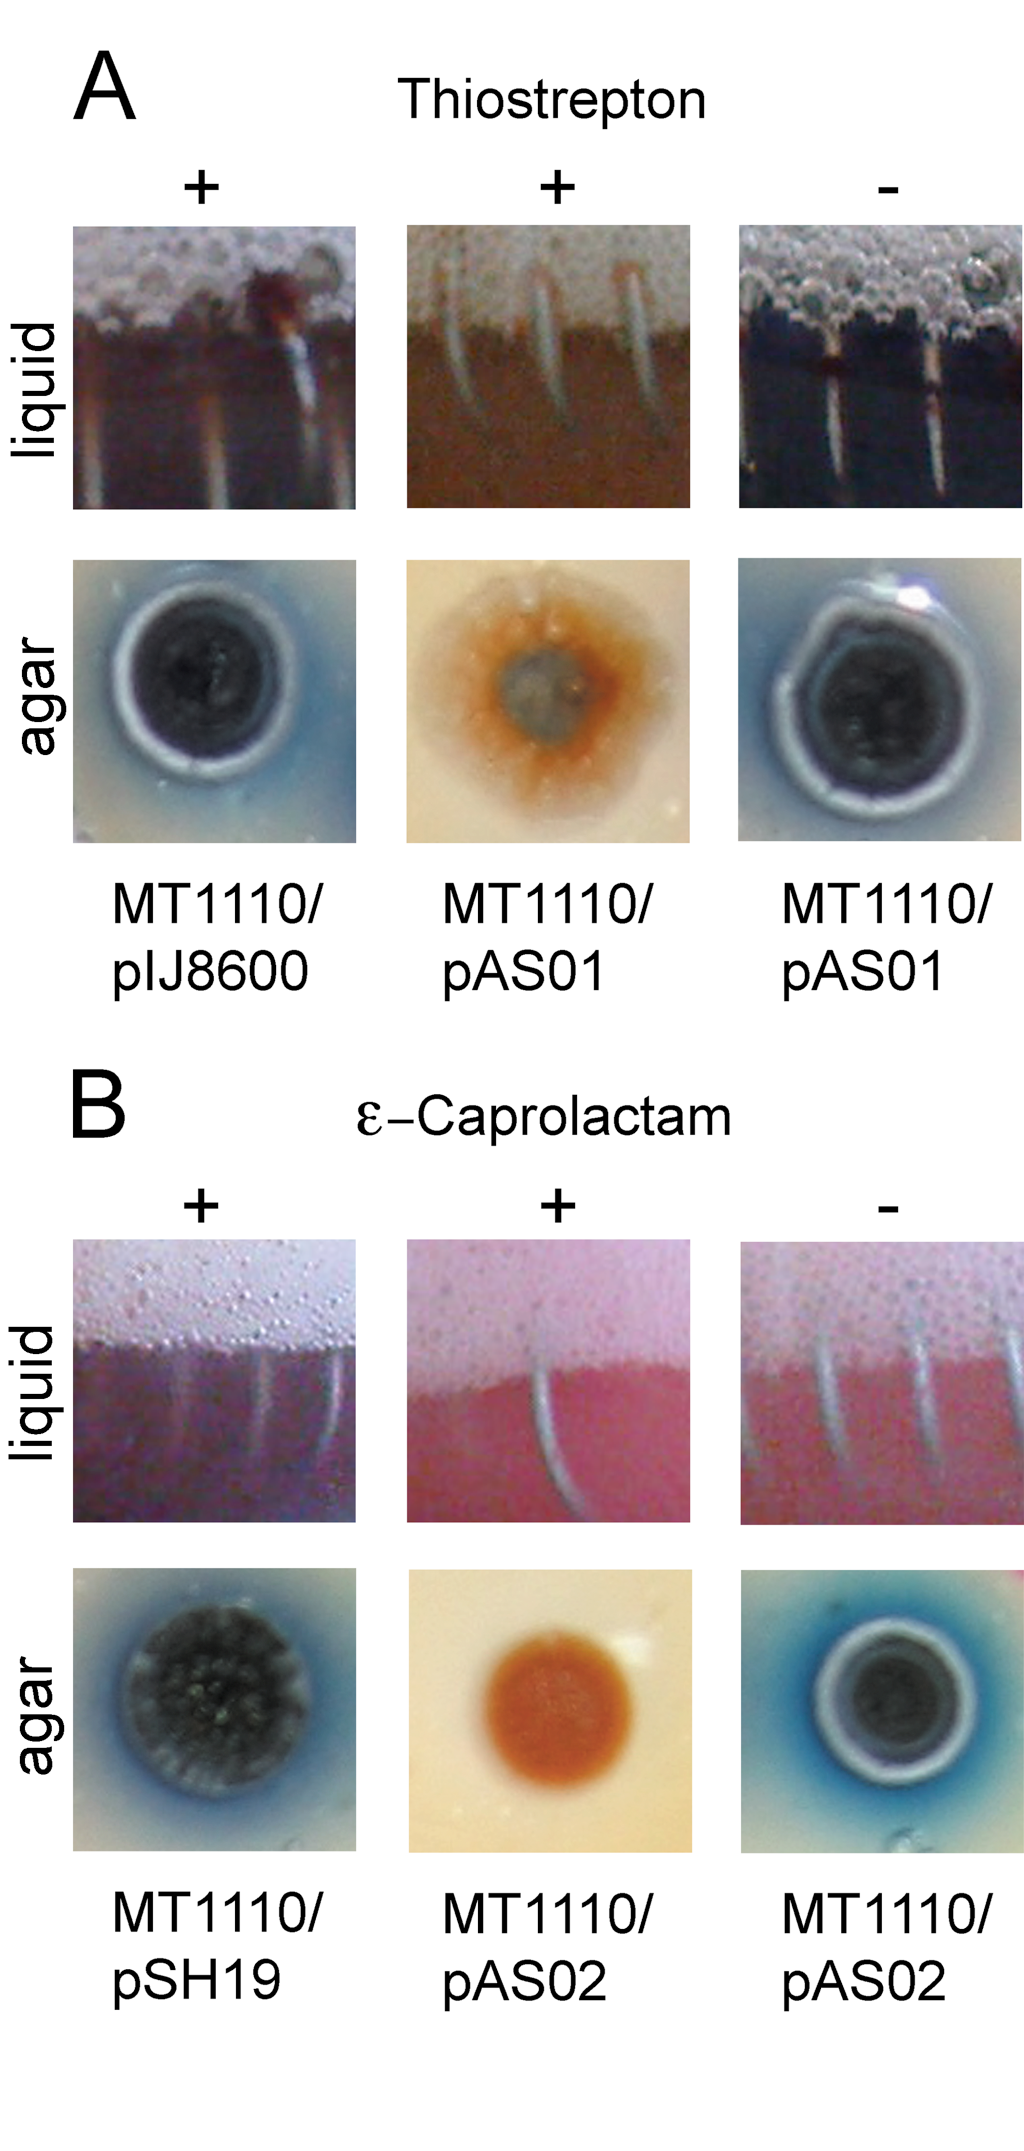 A
Thiostrepton
+ + -
liquid
agar
MT1110/ MT1110/ MT1110/
pIJ8600 pAS01 pAS01
B
ε–Caprolactam
+ + -
liquid
agar
MT1110/ MT1110/ MT1110/
pSH19 pAS02 pAS02